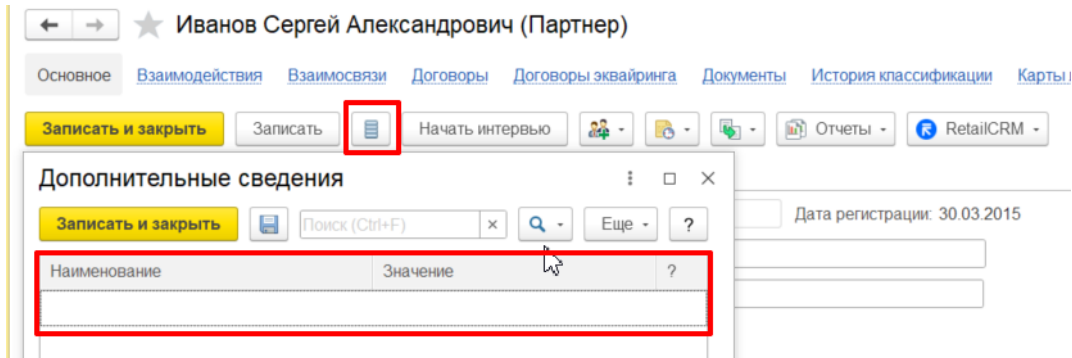 Иванов Сергей Александрович (Партнер)
Основное Взаимодействия Взаимосвязи Договоры Договоры эквайринга Документы История классификации Карты
Записать и закрыть Записать Начать интервью Отчеты RetailCRM
Дополнительные сведения
Записать и закрыть Поиск (Ctrl+F) × Еще ?
Дата регистрации: 30.03.2015
Наименование Значение ?